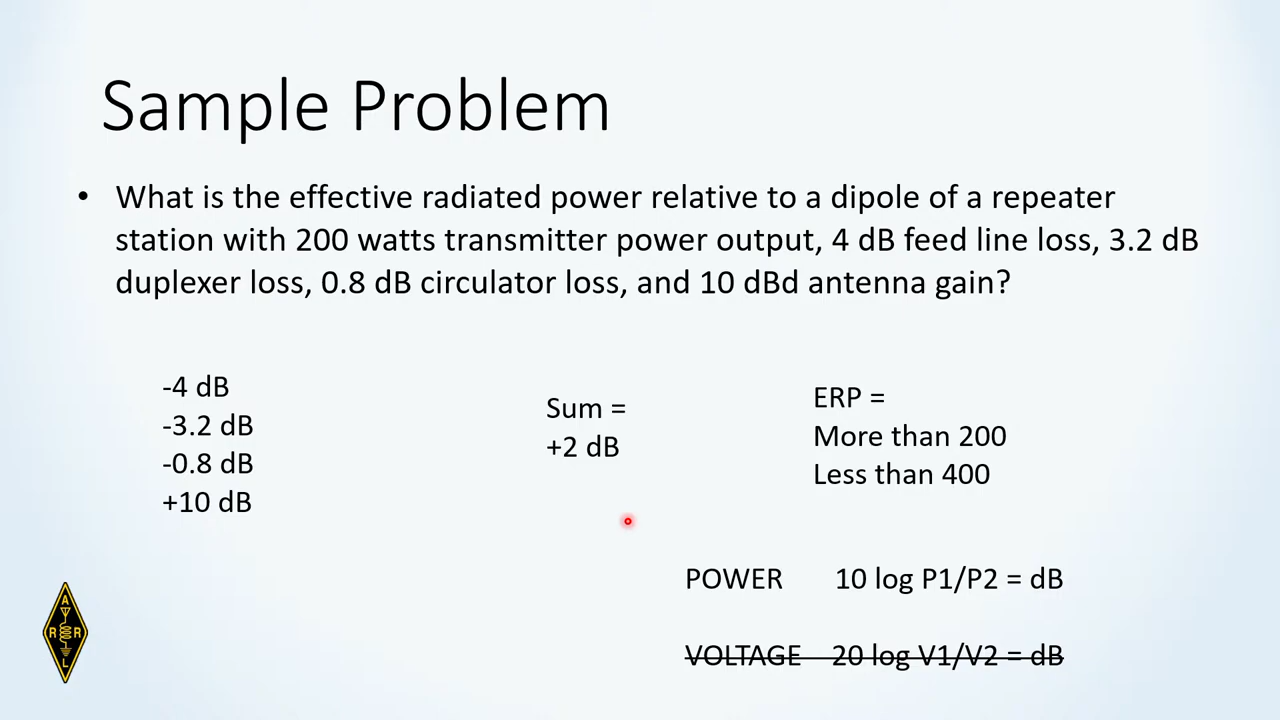 Sample Problem
• What is the effective radiated power relative to a dipole of a repeater
station with 200 watts transmitter power output, 4 dB feed line loss, 3.2 dB
duplexer loss, 0.8 dB circulator loss, and 10 dBd antenna gain?
-4 dB
-3.2 dB
-0.8 dB
+10 dB
Sum =
+2 dB
ERP =
More than 200
Less than 400
POWER 10 log P1/P2 = dB
VOLTAGE 20 log V1/V2 = dB
A
R R
L